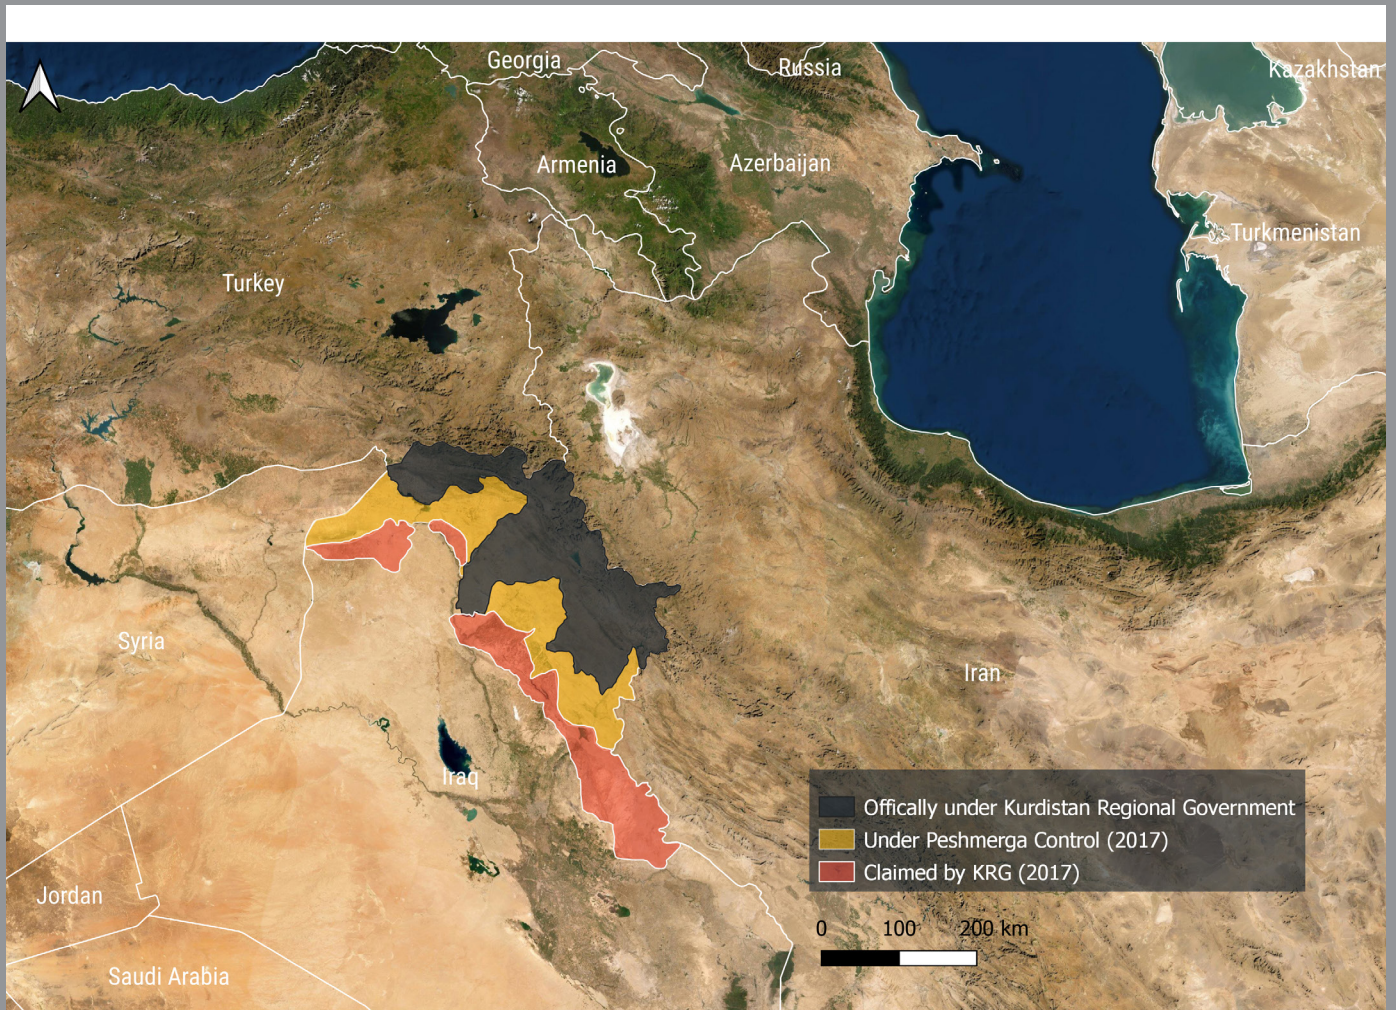 Georgia
Russia
Kazakhstan
Armenia
Azerbaijan
Turkmenistan
Turkey
Syria
Iran
Iraq
Offically under Kurdistan Regional Government
Under Peshmerga Control (2017)
Claimed by KRG (2017)
Jordan
0 100 200 km
Saudi Arabia